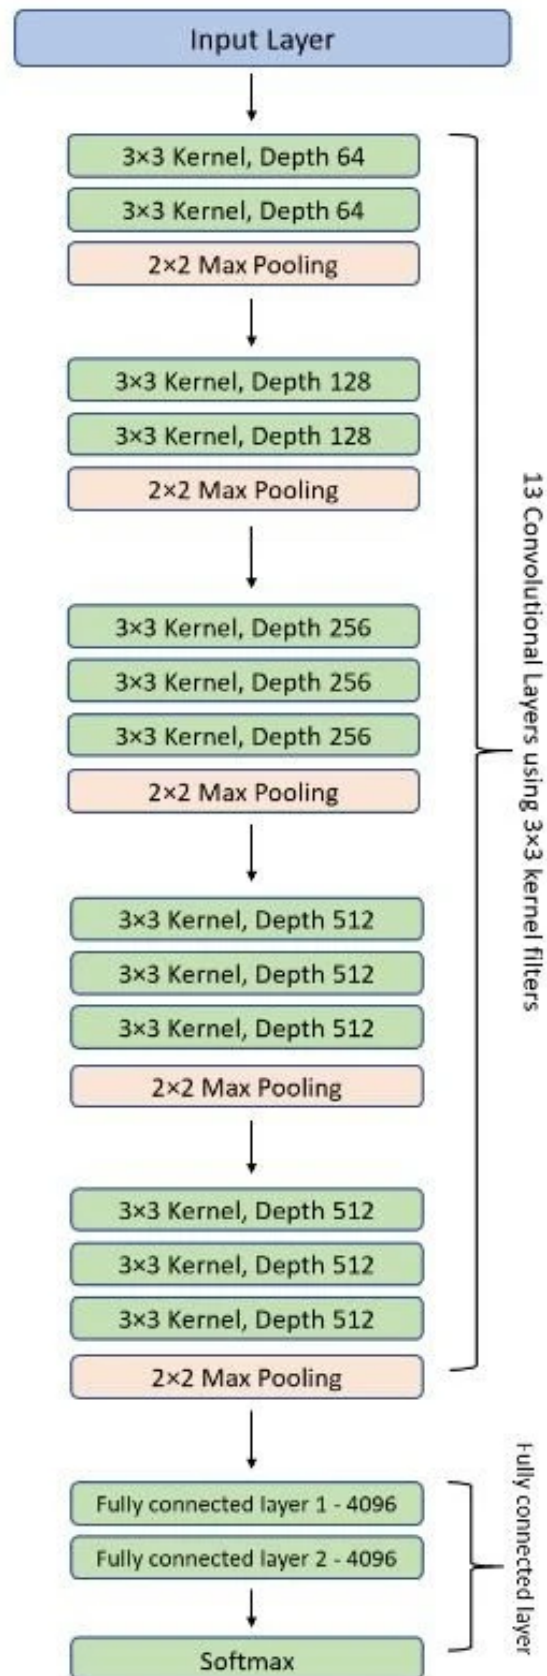 Input Layer
3×3 Kernel, Depth 64
3×3 Kernel, Depth 64
2×2 Max Pooling
3×3 Kernel, Depth 128
3×3 Kernel, Depth 128
2×2 Max Pooling
3×3 Kernel, Depth 256
3×3 Kernel, Depth 256
3×3 Kernel, Depth 256
2×2 Max Pooling
3×3 Kernel, Depth 512
3×3 Kernel, Depth 512
3×3 Kernel, Depth 512
2×2 Max Pooling
3×3 Kernel, Depth 512
3×3 Kernel, Depth 512
3×3 Kernel, Depth 512
2×2 Max Pooling
13 Convolutional Layers using 3×3 kernel filters
Fully connected layer 1 - 4096
Fully connected layer 2 - 4096
Softmax
Fully connected layer